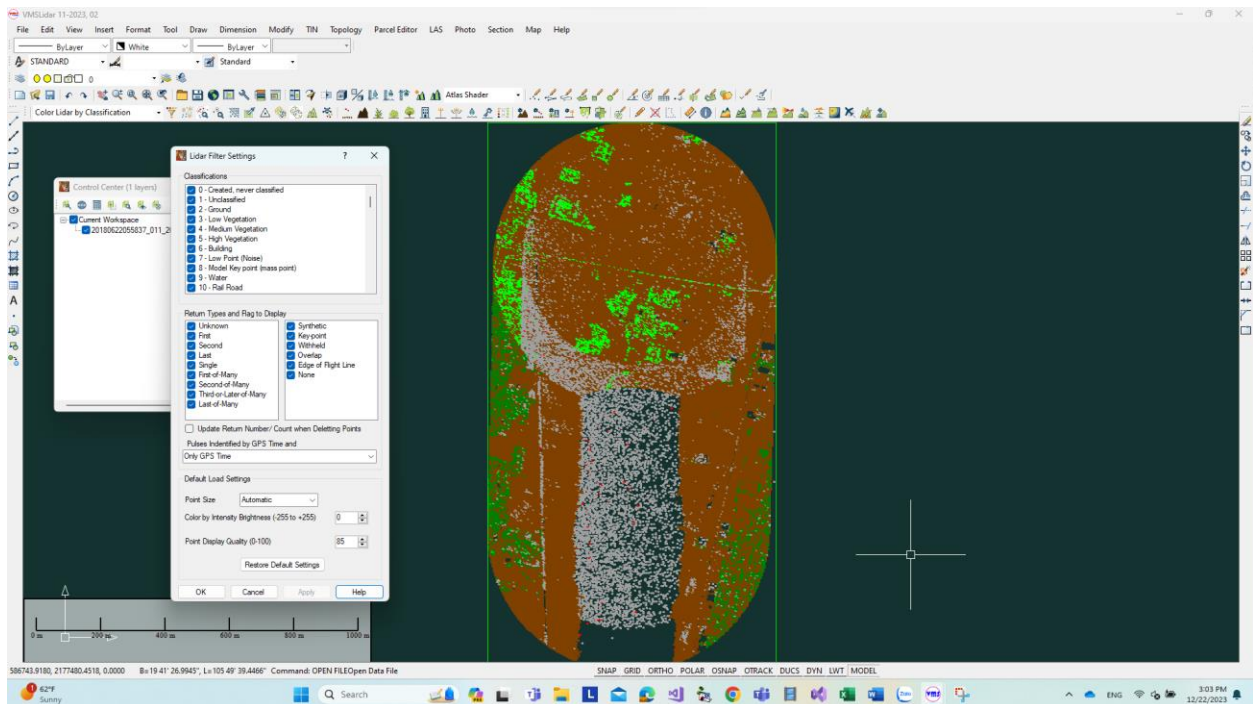 VMSLidar 11-2023, 02
File Edit View Insert Format Tool Draw Dimension Modify TIN Topology Parcel Editor LAS Photo Section Map Help
ByLayer White ByLayer
STANDARD Standard
0
Atlas Shader
Color Lidar by Classification
Lidar Filter Settings ? X
Classifications
0 - Created, never classified
1 - Unclassified
2 - Ground
3 - Low Vegetation
4 - Medium Vegetation
5 - High Vegetation
6 - Building
7 - Low Point (Noise)
8 - Model Key point (mass point)
9 - Water
10 - Rail Road
Control Center (1 layers)
Current Workspace
20180622055837_011_2
Return Types and Flag to Display
Unknown Synthetic
First Key-point
Second Withheld
Last Overlap
Single Edge of Flight Line
First-of-Many None
Second-of-Many
Third-or-Later-of-Many
Last-of-Many
Update Return Number/ Count when Deletting Points
Pulses Indentified by GPS Time and
Only GPS Time
Default Load Settings
Point Size Automatic
Color by Intensity Brightness (-255 to +255) 0
Point Display Quality (0-100) 85
Restore Default Settings
OK Cancel Apply Help
0 m 200 m 400 m 600 m 800 m 1000 m
586743.9180, 2177480.4518, 0.0000 B=19 41' 26.9945", L=105 49' 39.4466" Command: OPEN FILEOpen Data File
SNAP GRID ORTHO POLAR OSNAP OTRACK DUCS DYN LWT MODEL
1 62°F
Sunny
Search
L
Zalo
vms
ENG
3:03 PM
12/22/2023